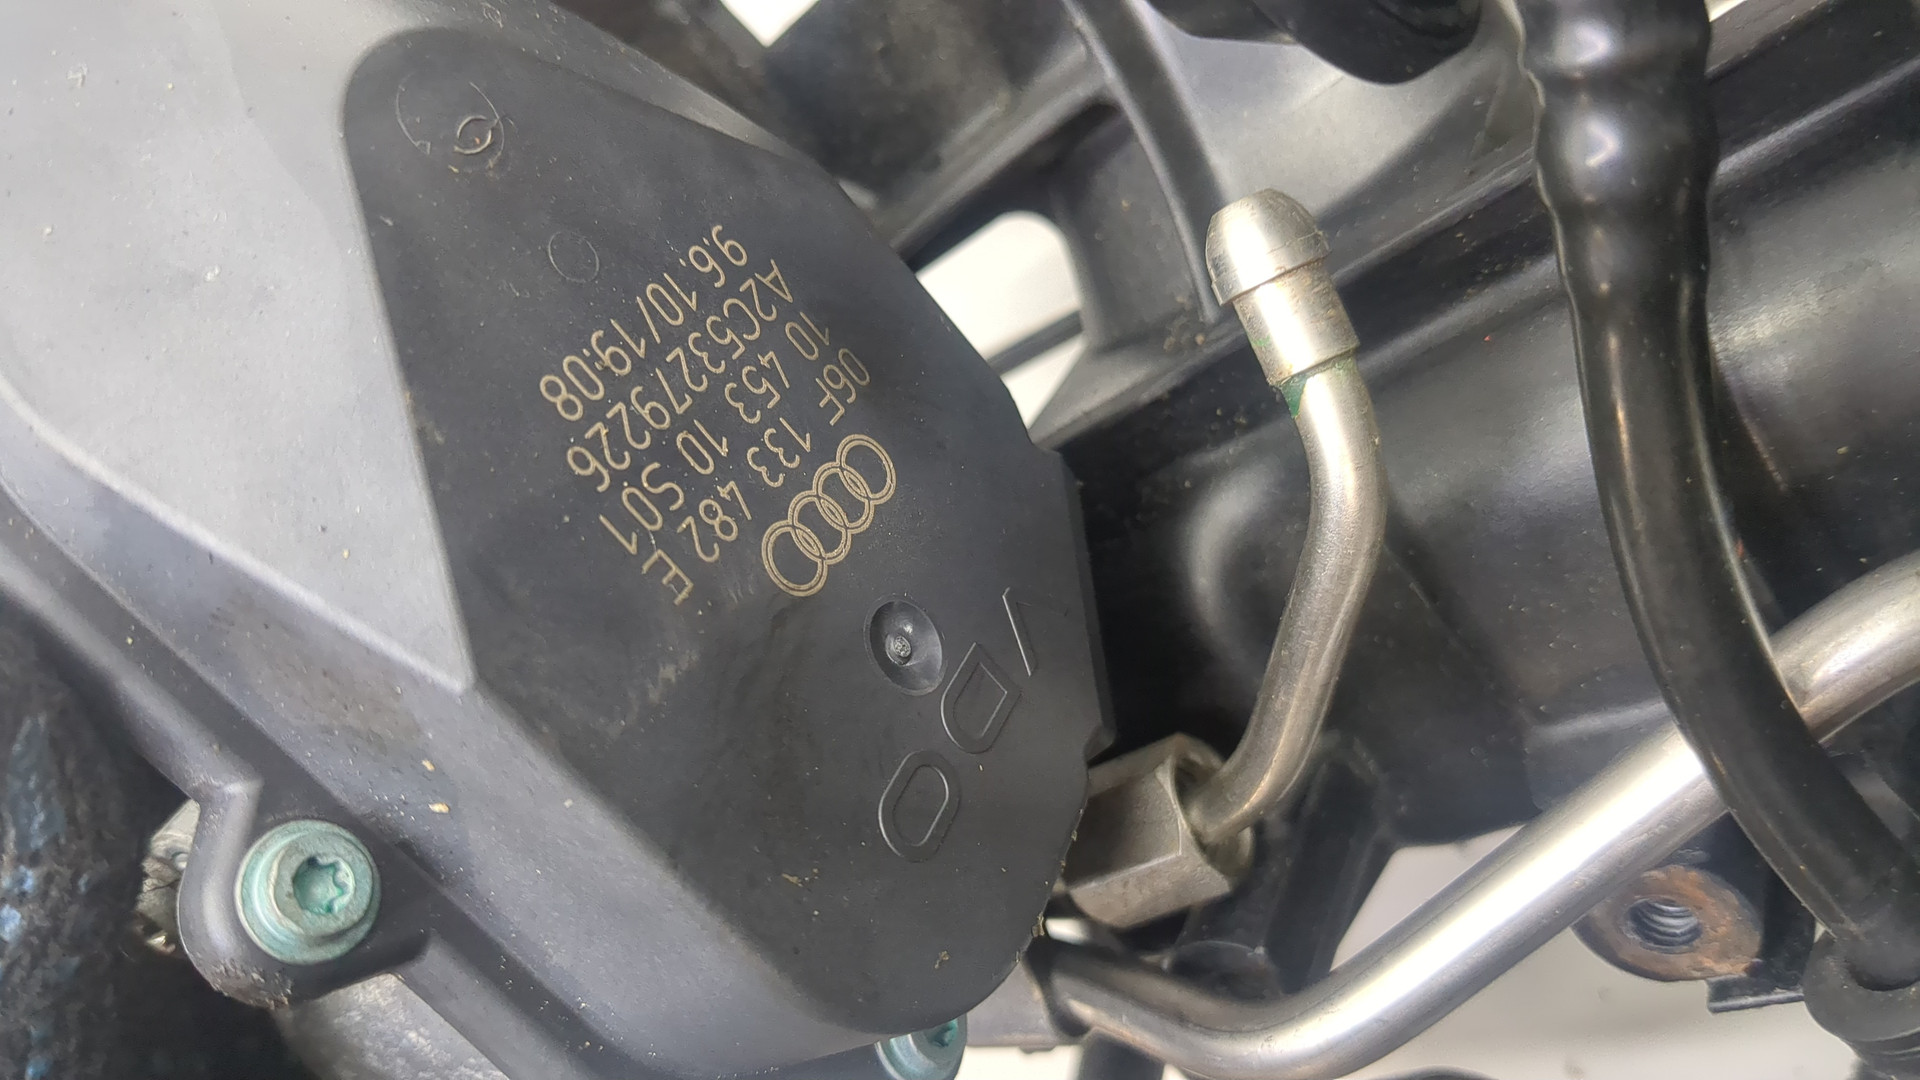 VDO
06F 133 482 E
10 453 10 S01
A2C53279226
9.6.10/19:08